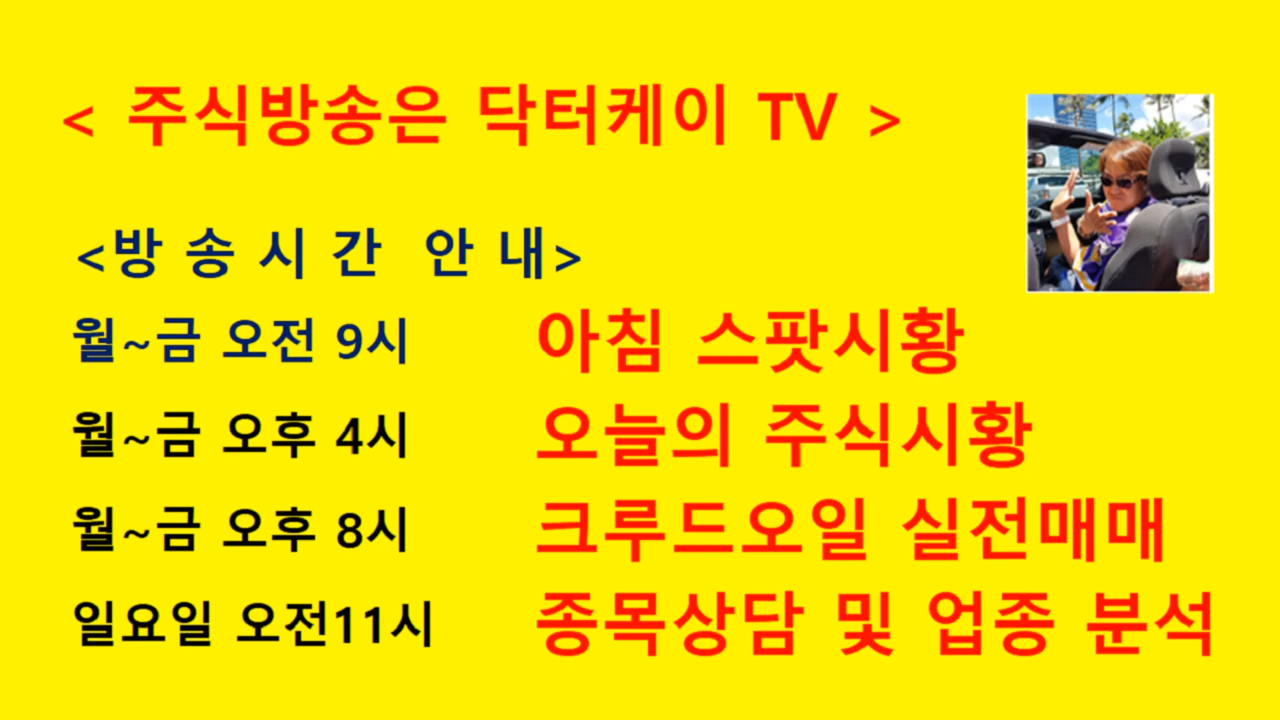 < 주식방송은 닥터케이 TV >
<방 송 시 간 안 내>
월~금 오전 9시 아침 스팟시황
월~금 오후 4시 오늘의 주식시황
월~금 오후 8시 크루드오일 실전매매
일요일 오전11시 종목상담 및 업종 분석